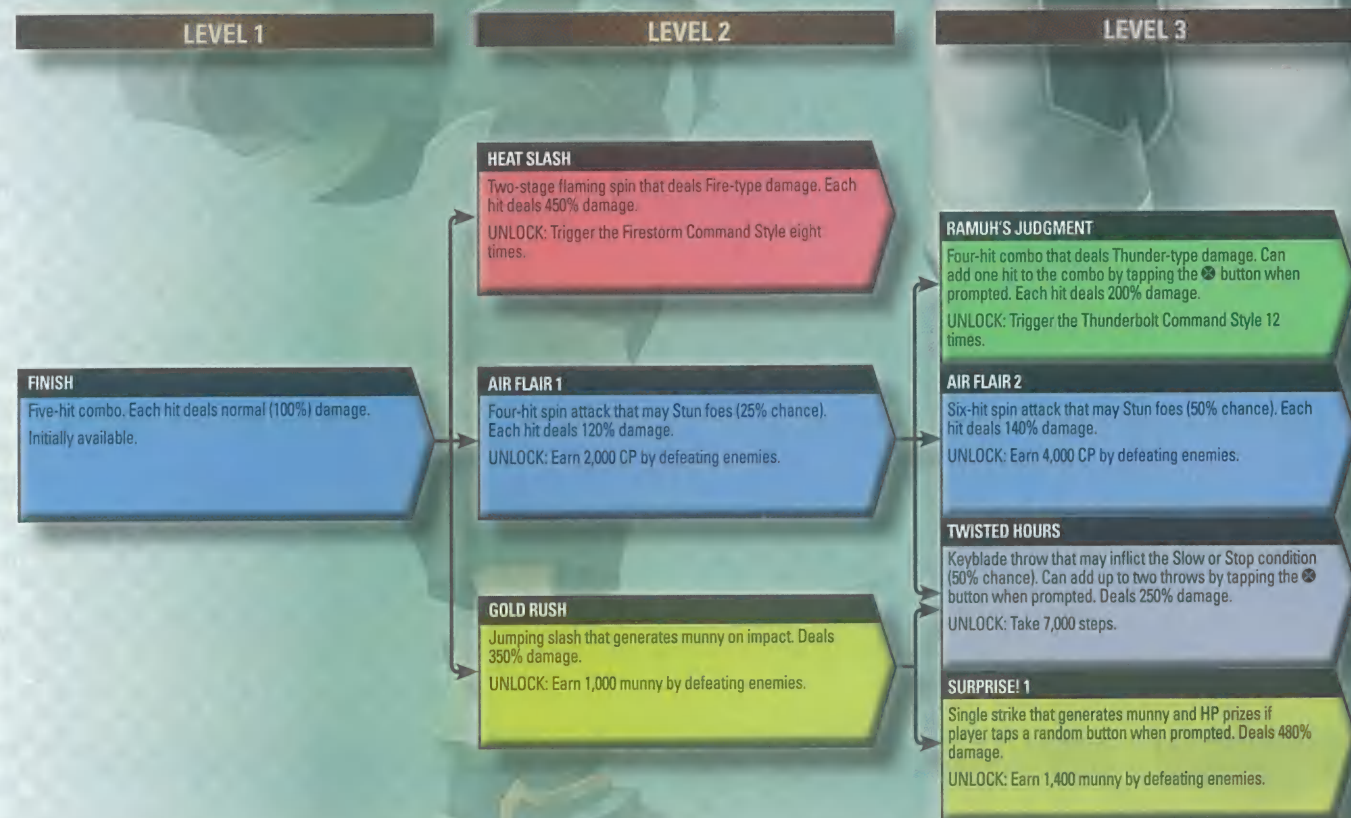 LEVEL 1
LEVEL 2
LEVEL 3
HEAT SLASH
Two-stage flaming spin that deals Fire-type damage. Each
hit deals 450% damage.
UNLOCK: Trigger the Firestorm Command Style eight
times.
RAMUH'S JUDGMENT
Four-hit combo that deals Thunder-type damage. Can
add one hit to the combo by tapping the ⊗ button when
prompted. Each hit deals 200% damage.
UNLOCK: Trigger the Thunderbolt Command Style 12
times.
FINISH
Five-hit combo. Each hit deals normal (100%) damage.
Initially available.
AIR FLAIR 1
Four-hit spin attack that may Stun foes (25% chance).
Each hit deals 120% damage.
UNLOCK: Earn 2,000 CP by defeating enemies.
AIR FLAIR 2
Six-hit spin attack that may Stun foes (50% chance). Each
hit deals 140% damage.
UNLOCK: Earn 4,000 CP by defeating enemies.
TWISTED HOURS
Keyblade throw that may inflict the Slow or Stop condition
(50% chance). Can add up to two throws by tapping the ⊗
button when prompted. Deals 250% damage.
UNLOCK: Take 7,000 steps.
GOLD RUSH
Jumping slash that generates munny on impact. Deals
350% damage.
UNLOCK: Earn 1,000 munny by defeating enemies.
SURPRISE! 1
Single strike that generates munny and HP prizes if
player taps a random button when prompted. Deals 480%
damage.
UNLOCK: Earn 1,400 munny by defeating enemies.